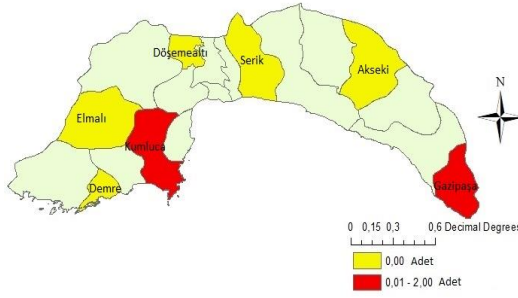 Döşemealtı
Serik
Akseki
Elmalı
Kumluca
Demre
Gazipaşa
N
0 0,15 0,3 0,6 Decimal Degrees
0,00 Adet
0,01 - 2,00 Adet